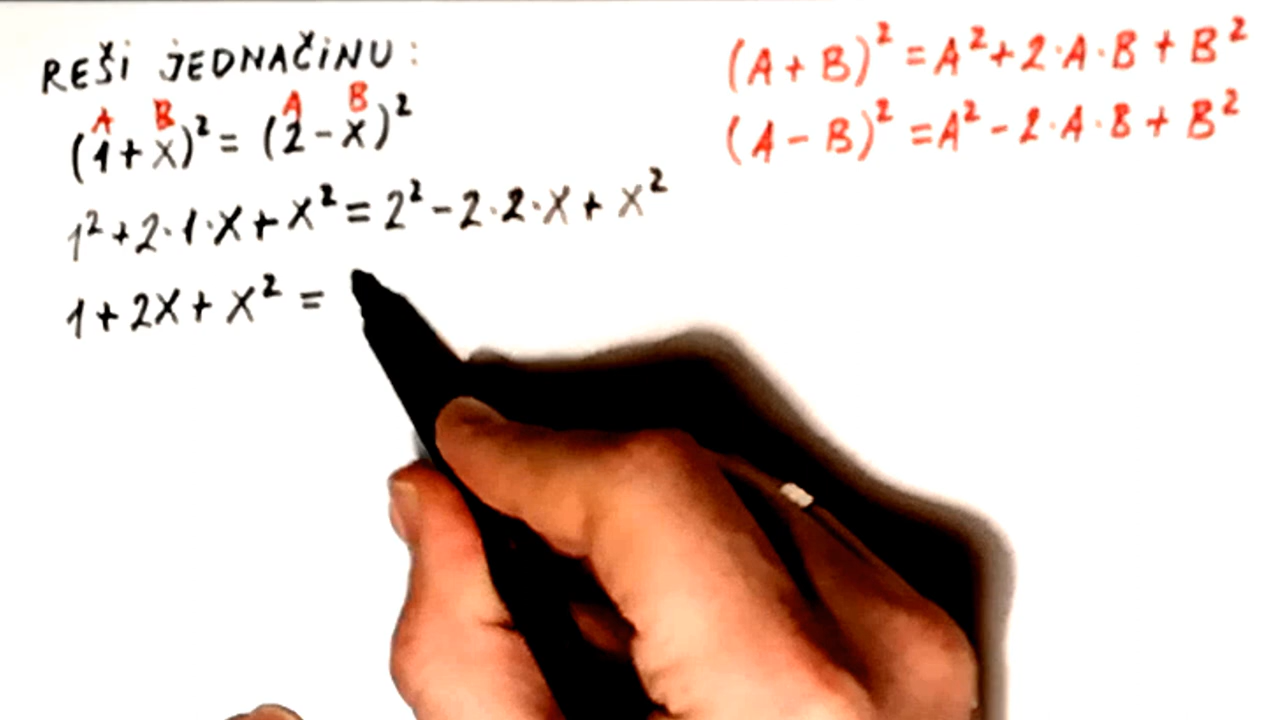 REŠI JEDNAČINU:
A B A B
(1+x)² = (2-x)²
1² + 2·1·x + x² = 2² - 2·2·x + x²
1 + 2x + x² =
(A + B)² = A² + 2·A·B + B²
(A - B)² = A² - 2·A·B + B²